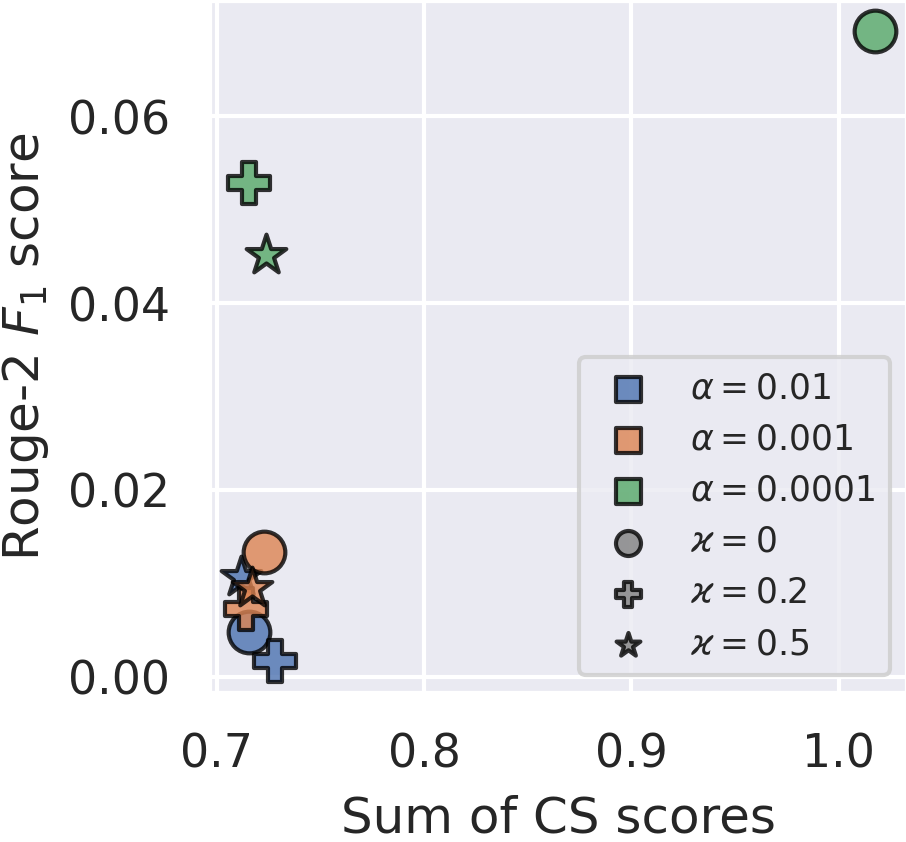 Rouge-2 F₁ score
0.06
0.04
0.02
0.00
α = 0.01
α = 0.001
α = 0.0001
ϰ = 0
ϰ = 0.2
ϰ = 0.5
0.7 0.8 0.9 1.0
Sum of CS scores